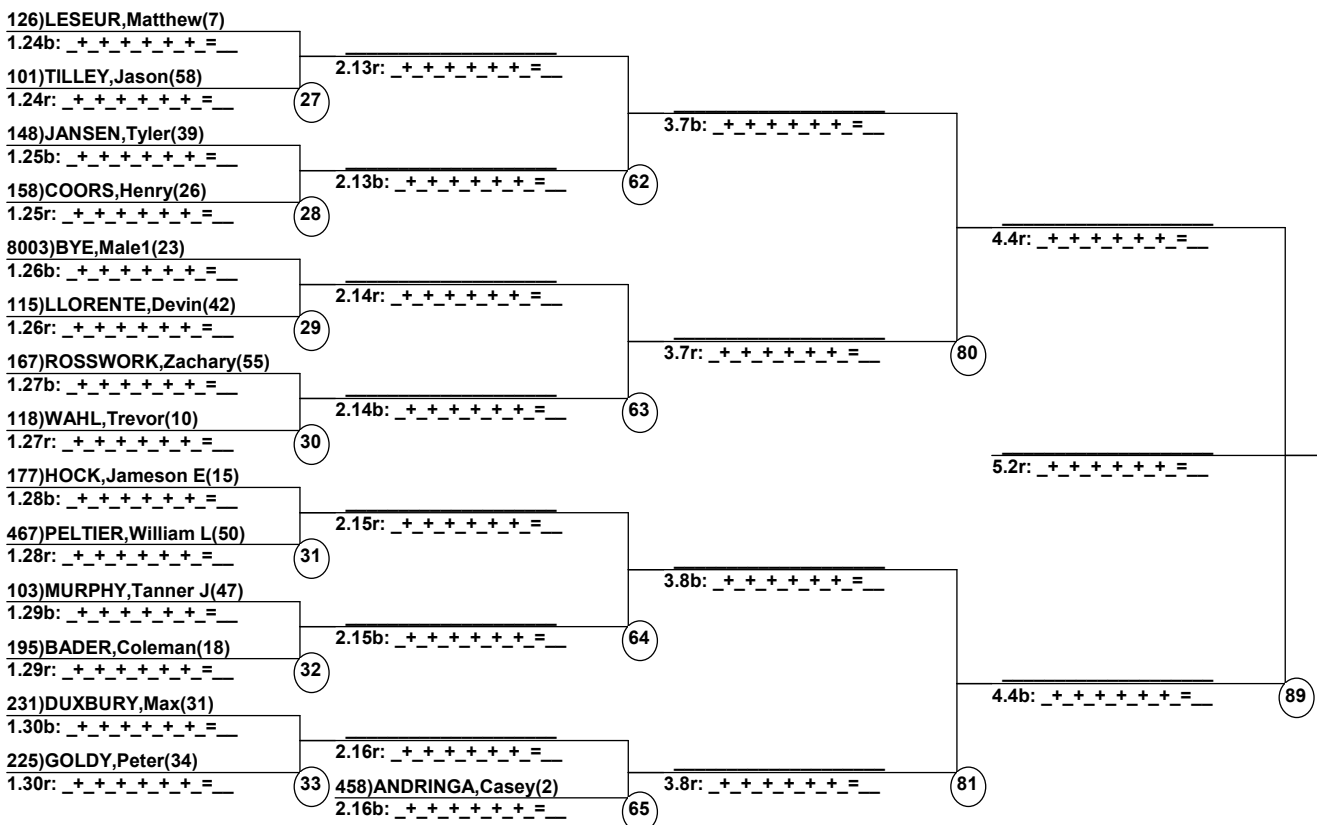 126)LESEUR,Matthew(7)
1.24b: _+_+_+_+_+_=__
101)TILLEY,Jason(58)
1.24r: _+_+_+_+_+_=__
27
148)JANSEN,Tyler(39)
1.25b: _+_+_+_+_+_=__
158)COORS,Henry(26)
1.25r: _+_+_+_+_+_=__
28
8003)BYE,Male1(23)
1.26b: _+_+_+_+_+_=__
115)LLORENTE,Devin(42)
1.26r: _+_+_+_+_+_=__
29
167)ROSSWORK,Zachary(55)
1.27b: _+_+_+_+_+_=__
118)WAHL,Trevor(10)
1.27r: _+_+_+_+_+_=__
30
177)HOCK,Jameson E(15)
1.28b: _+_+_+_+_+_=__
467)PELTIER,William L(50)
1.28r: _+_+_+_+_+_=__
31
103)MURPHY,Tanner J(47)
1.29b: _+_+_+_+_+_=__
195)BADER,Coleman(18)
1.29r: _+_+_+_+_+_=__
32
231)DUXBURY,Max(31)
1.30b: _+_+_+_+_+_=__
225)GOLDY,Peter(34)
1.30r: _+_+_+_+_+_=__
33
2.13r: _+_+_+_+_+_=__
2.13b: _+_+_+_+_+_=__
62
2.14r: _+_+_+_+_+_=__
2.14b: _+_+_+_+_+_=__
63
2.15r: _+_+_+_+_+_=__
2.15b: _+_+_+_+_+_=__
64
2.16r: _+_+_+_+_+_=__
458)ANDRINGA,Casey(2)
2.16b: _+_+_+_+_+_=__
65
3.7b: _+_+_+_+_+_=__
3.7r: _+_+_+_+_+_=__
80
3.8b: _+_+_+_+_+_=__
3.8r: _+_+_+_+_+_=__
81
4.4r: _+_+_+_+_+_=__
4.4b: _+_+_+_+_+_=__
89
5.2r: _+_+_+_+_+_=__